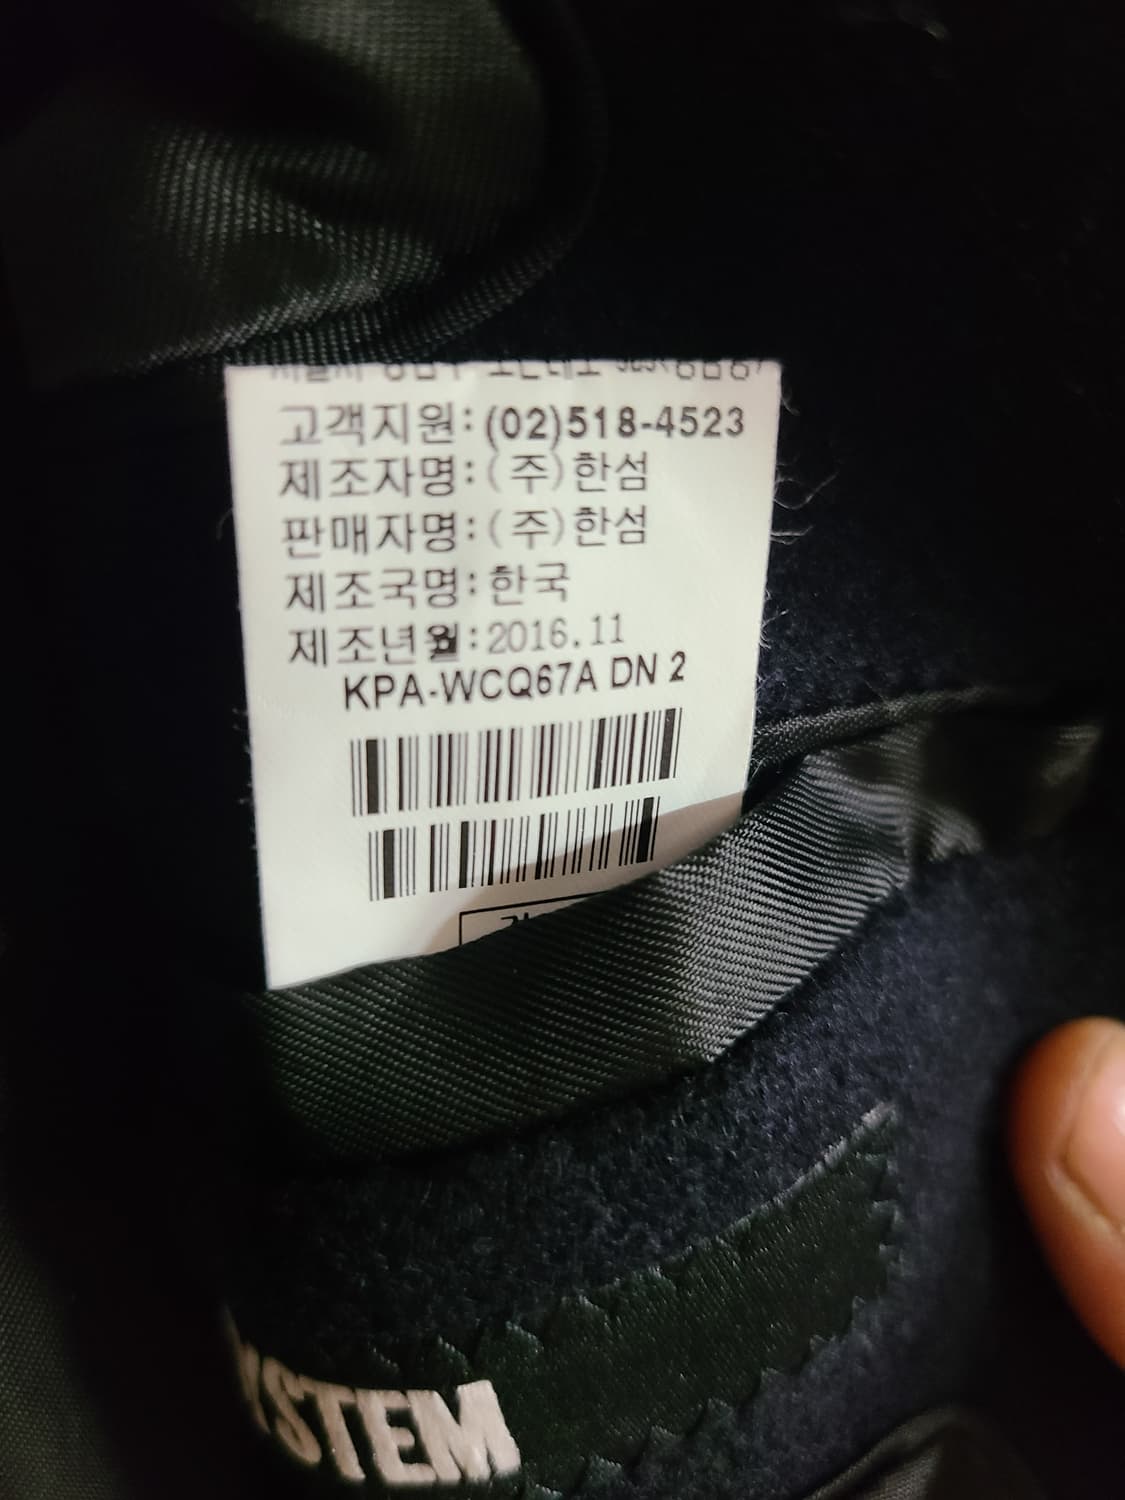 고객지원:(02)518-4523
제조자명:(주)한섬
판매자명:(주)한섬
제조국명:한국
제조년월:2016.11
KPA-WCQ67A DN 2
YSTEM